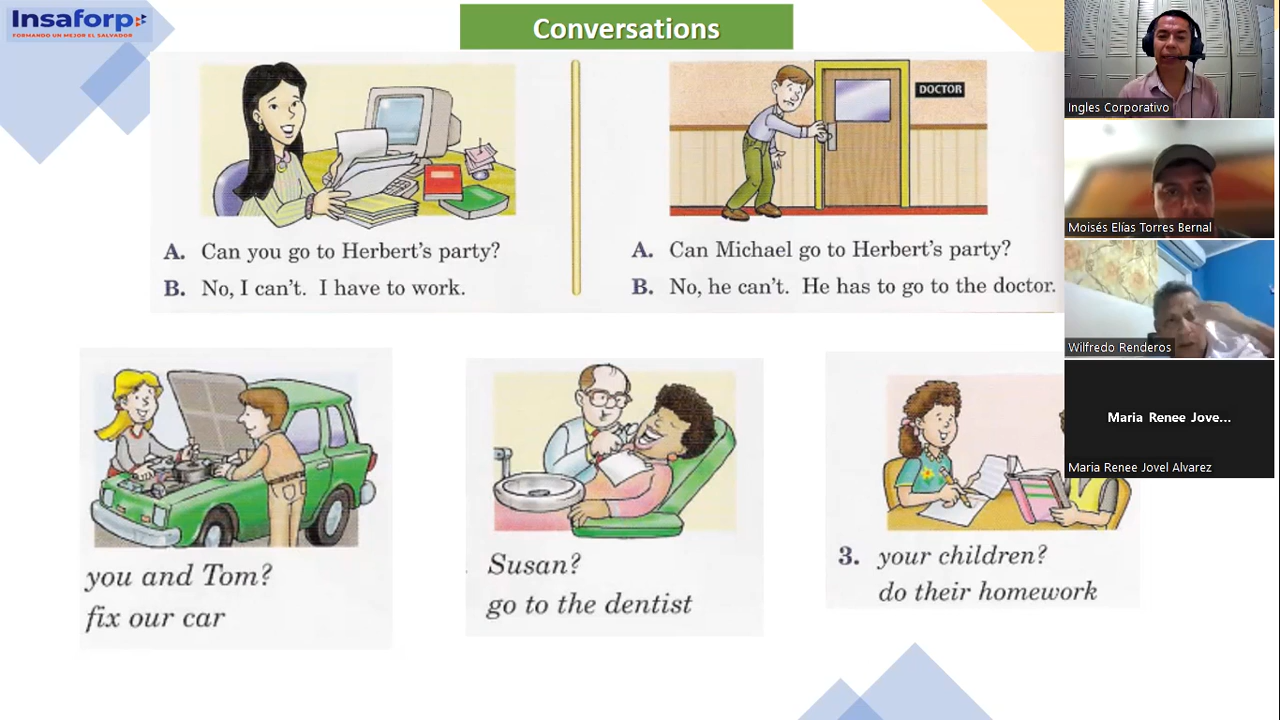 Insaforp
FORMANDO UN MEJOR EL SALVADOR
Conversations
DOCTOR
A. Can you go to Herbert's party?
B. No, I can't. I have to work.
A. Can Michael go to Herbert's party?
B. No, he can't. He has to go to the doctor.
you and Tom?
fix our car
Susan?
go to the dentist
3. your children?
do their homework
Ingles Corporativo
Moisés Elías Torres Bernal
Wilfredo Renderos
Maria Renee Jove...
Maria Renee Jovel Alvarez